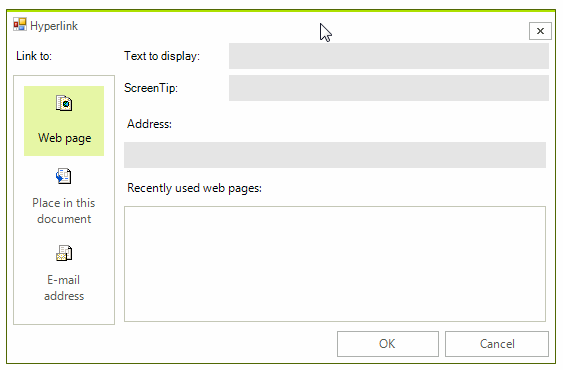 Hyperlink
Link to:
Text to display:
ScreenTip:
Web page
Address:
Place in this
document
Recently used web pages:
E-mail
address
OK
Cancel